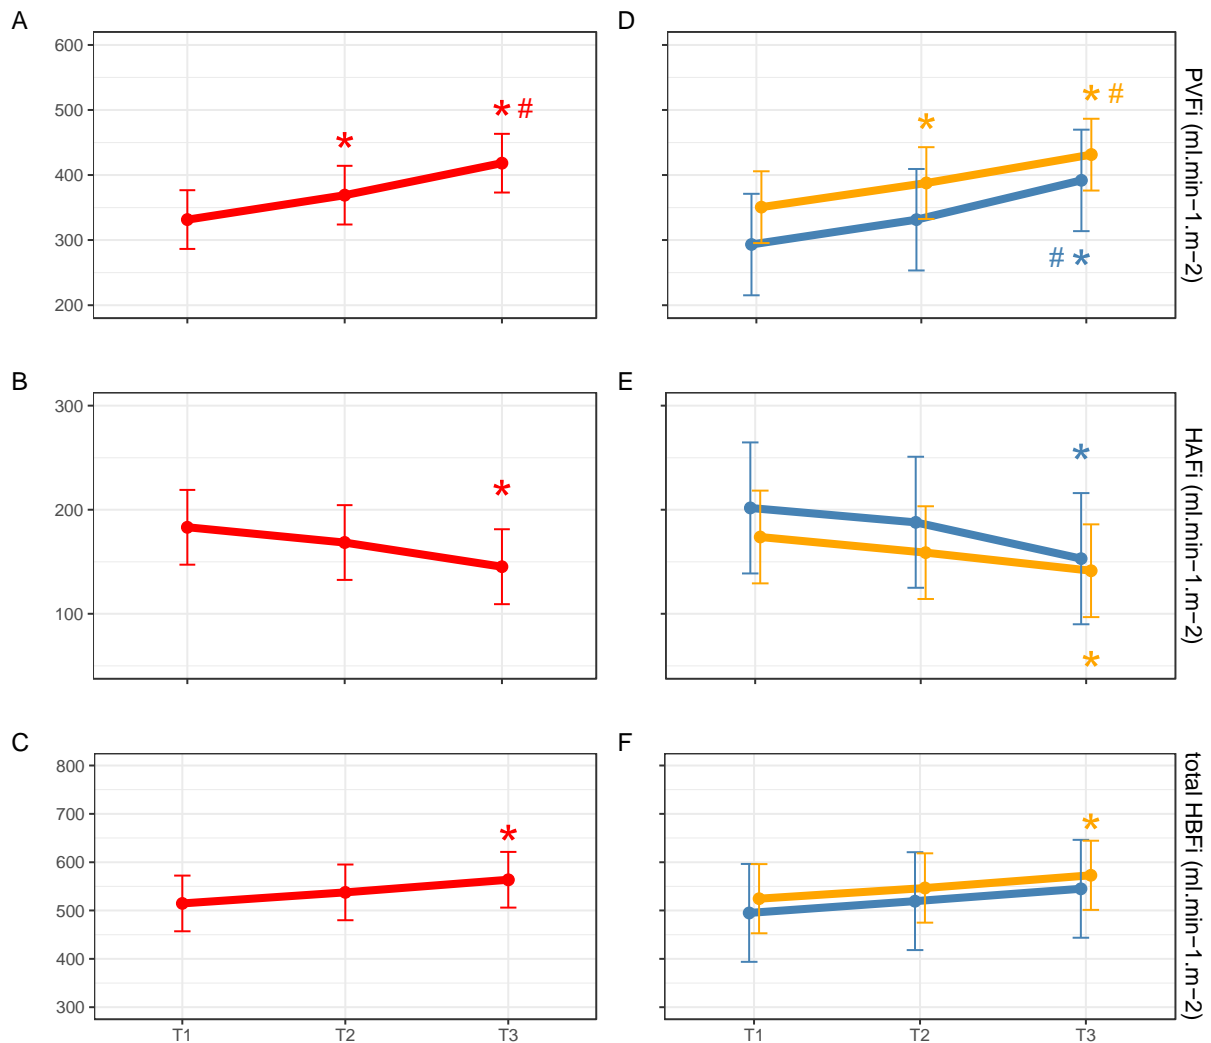 A
600
500
400
300
200
* * #
D
* * #
# *
PVFi (ml.min−1.m−2)
B
300
200
100
*
E
*
*
HAFi (ml.min−1.m−2)
C
800
700
600
500
400
300
*
T1 T2 T3
F
*
T1 T2 T3
total HBFi (ml.min−1.m−2)